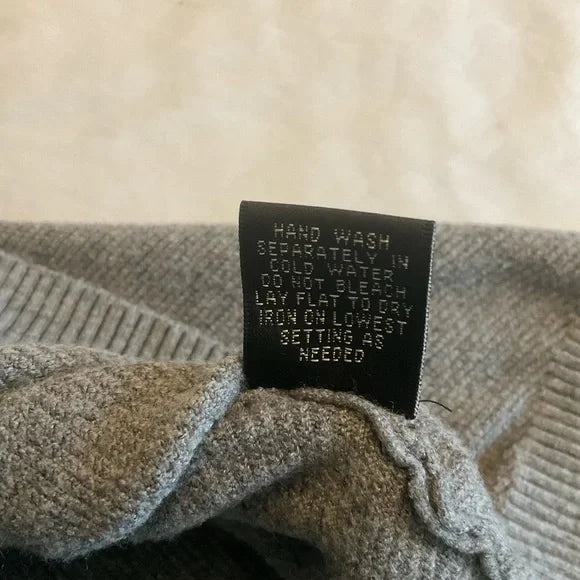 HAND WASH
SEPARATELY IN
COLD WATER
DO NOT BLEACH
LAY FLAT TO DRY
IRON ON LOWEST
SETTING AS
NEEDED